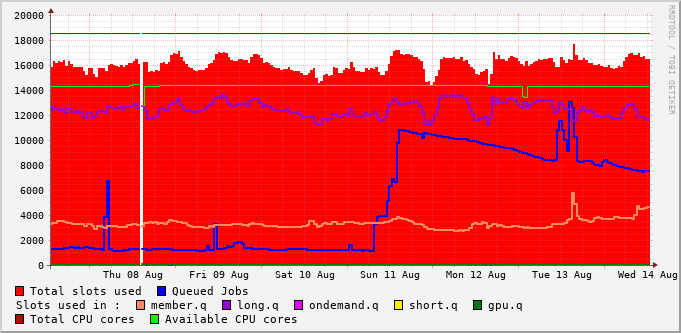 20000
18000
16000
14000
12000
10000
8000
6000
4000
2000
0
Thu 08 Aug Fri 09 Aug Sat 10 Aug Sun 11 Aug Mon 12 Aug Tue 13 Aug Wed 14 Aug
Total slots used Queued Jobs
Slots used in : member.q long.q ondemand.q short.q gpu.q
Total CPU cores Available CPU cores
RRDTOOL / TOBI OETIKER